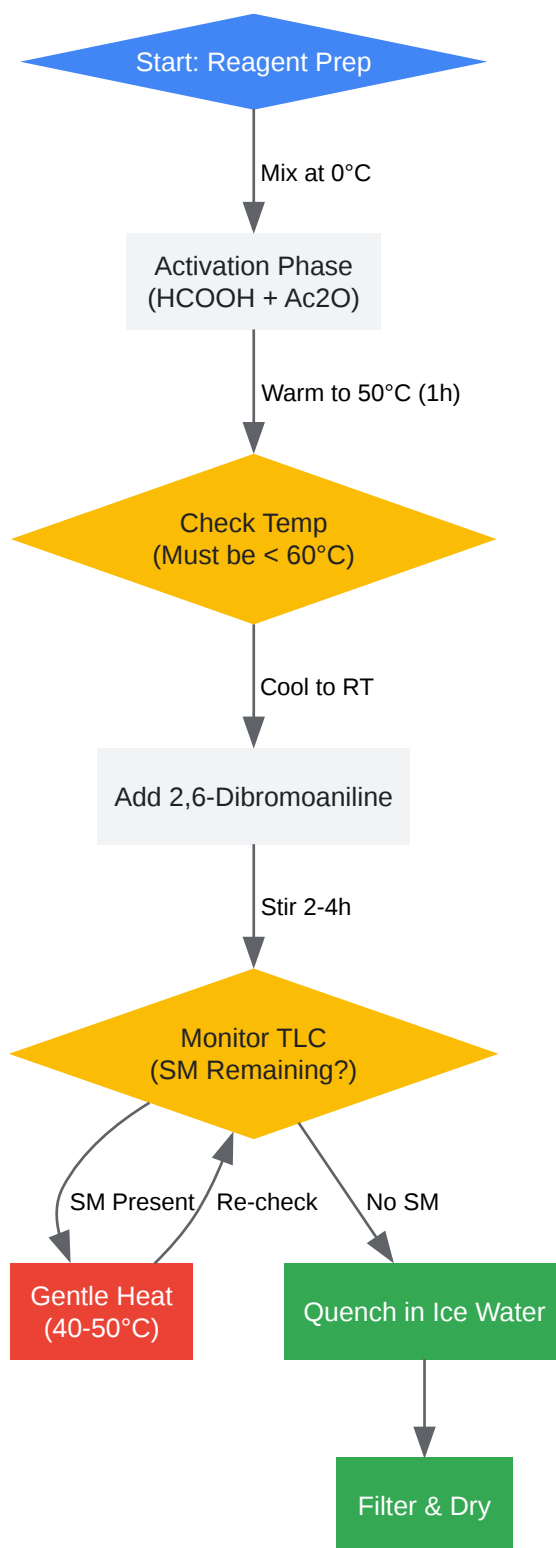 Start: Reagent Prep
Mix at 0°C
Activation Phase
(HCOOH + Ac2O)
Warm to 50°C (1h)
Check Temp
(Must be < 60°C)
Cool to RT
Add 2,6-Dibromoaniline
Stir 2-4h
Monitor TLC
(SM Remaining?)
SM Present
Re-check
No SM
Gentle Heat
(40-50°C)
Quench in Ice Water
Filter & Dry